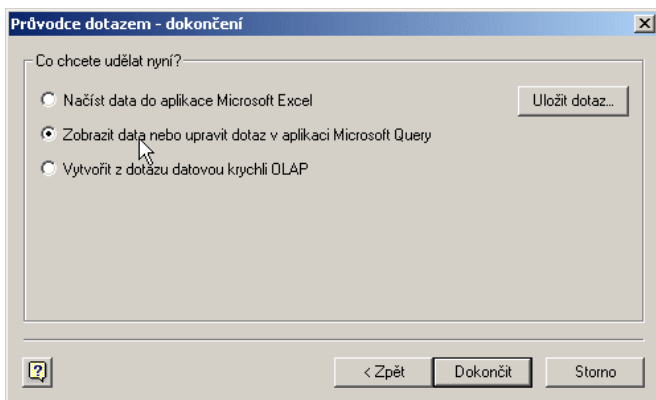 Průvodce dotazem - dokončení
Co chcete udělat nyní?
Načíst data do aplikace Microsoft Excel
Uložit dotaz...
Zobrazit data nebo upravit dotaz v aplikaci Microsoft Query
Vytvořit z dotazu datovou krychli OLAP
< Zpět
Dokončit
Storno